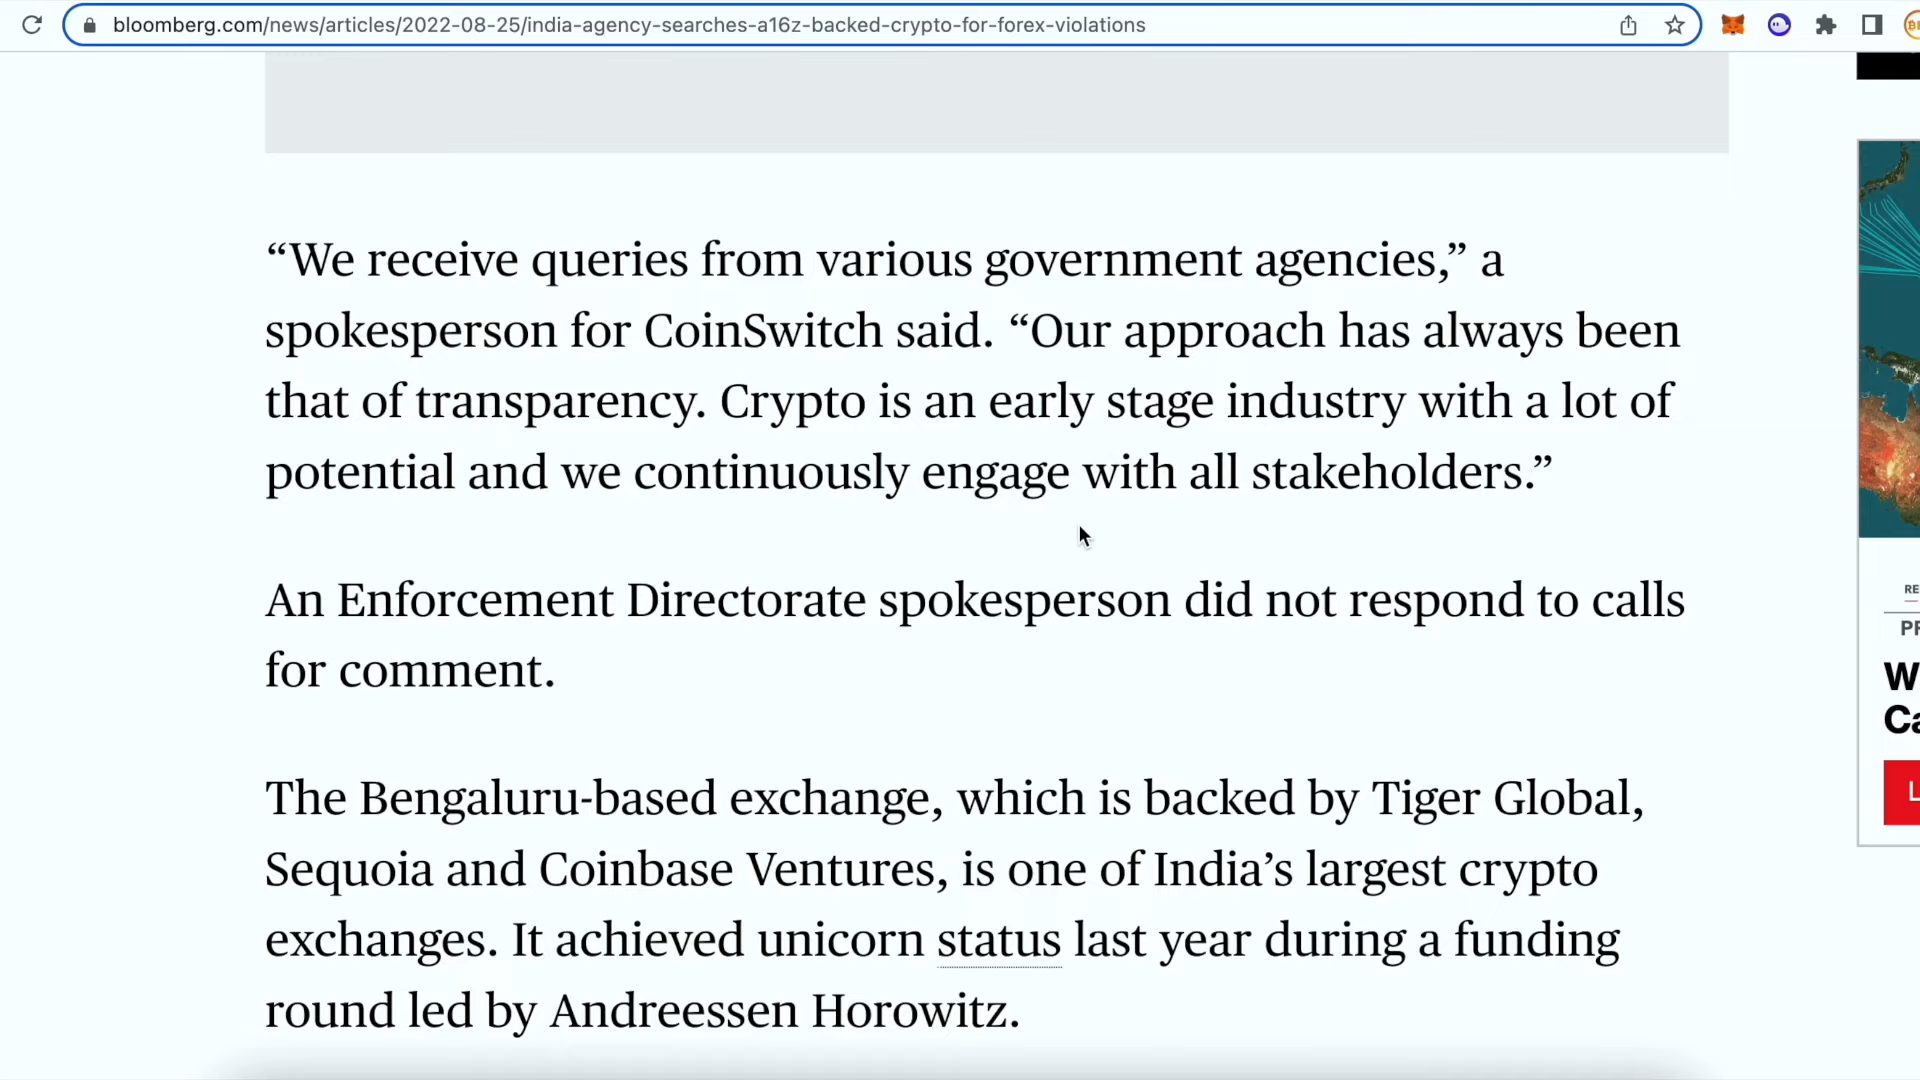 bloomberg.com/news/articles/2022-08-25/india-agency-searches-a16z-backed-crypto-for-forex-violations
“We receive queries from various government agencies,” a
spokesperson for CoinSwitch said. “Our approach has always been
that of transparency. Crypto is an early stage industry with a lot of
potential and we continuously engage with all stakeholders.”
An Enforcement Directorate spokesperson did not respond to calls
for comment.
The Bengaluru-based exchange, which is backed by Tiger Global,
Sequoia and Coinbase Ventures, is one of India’s largest crypto
exchanges. It achieved unicorn status last year during a funding
round led by Andreessen Horowitz.